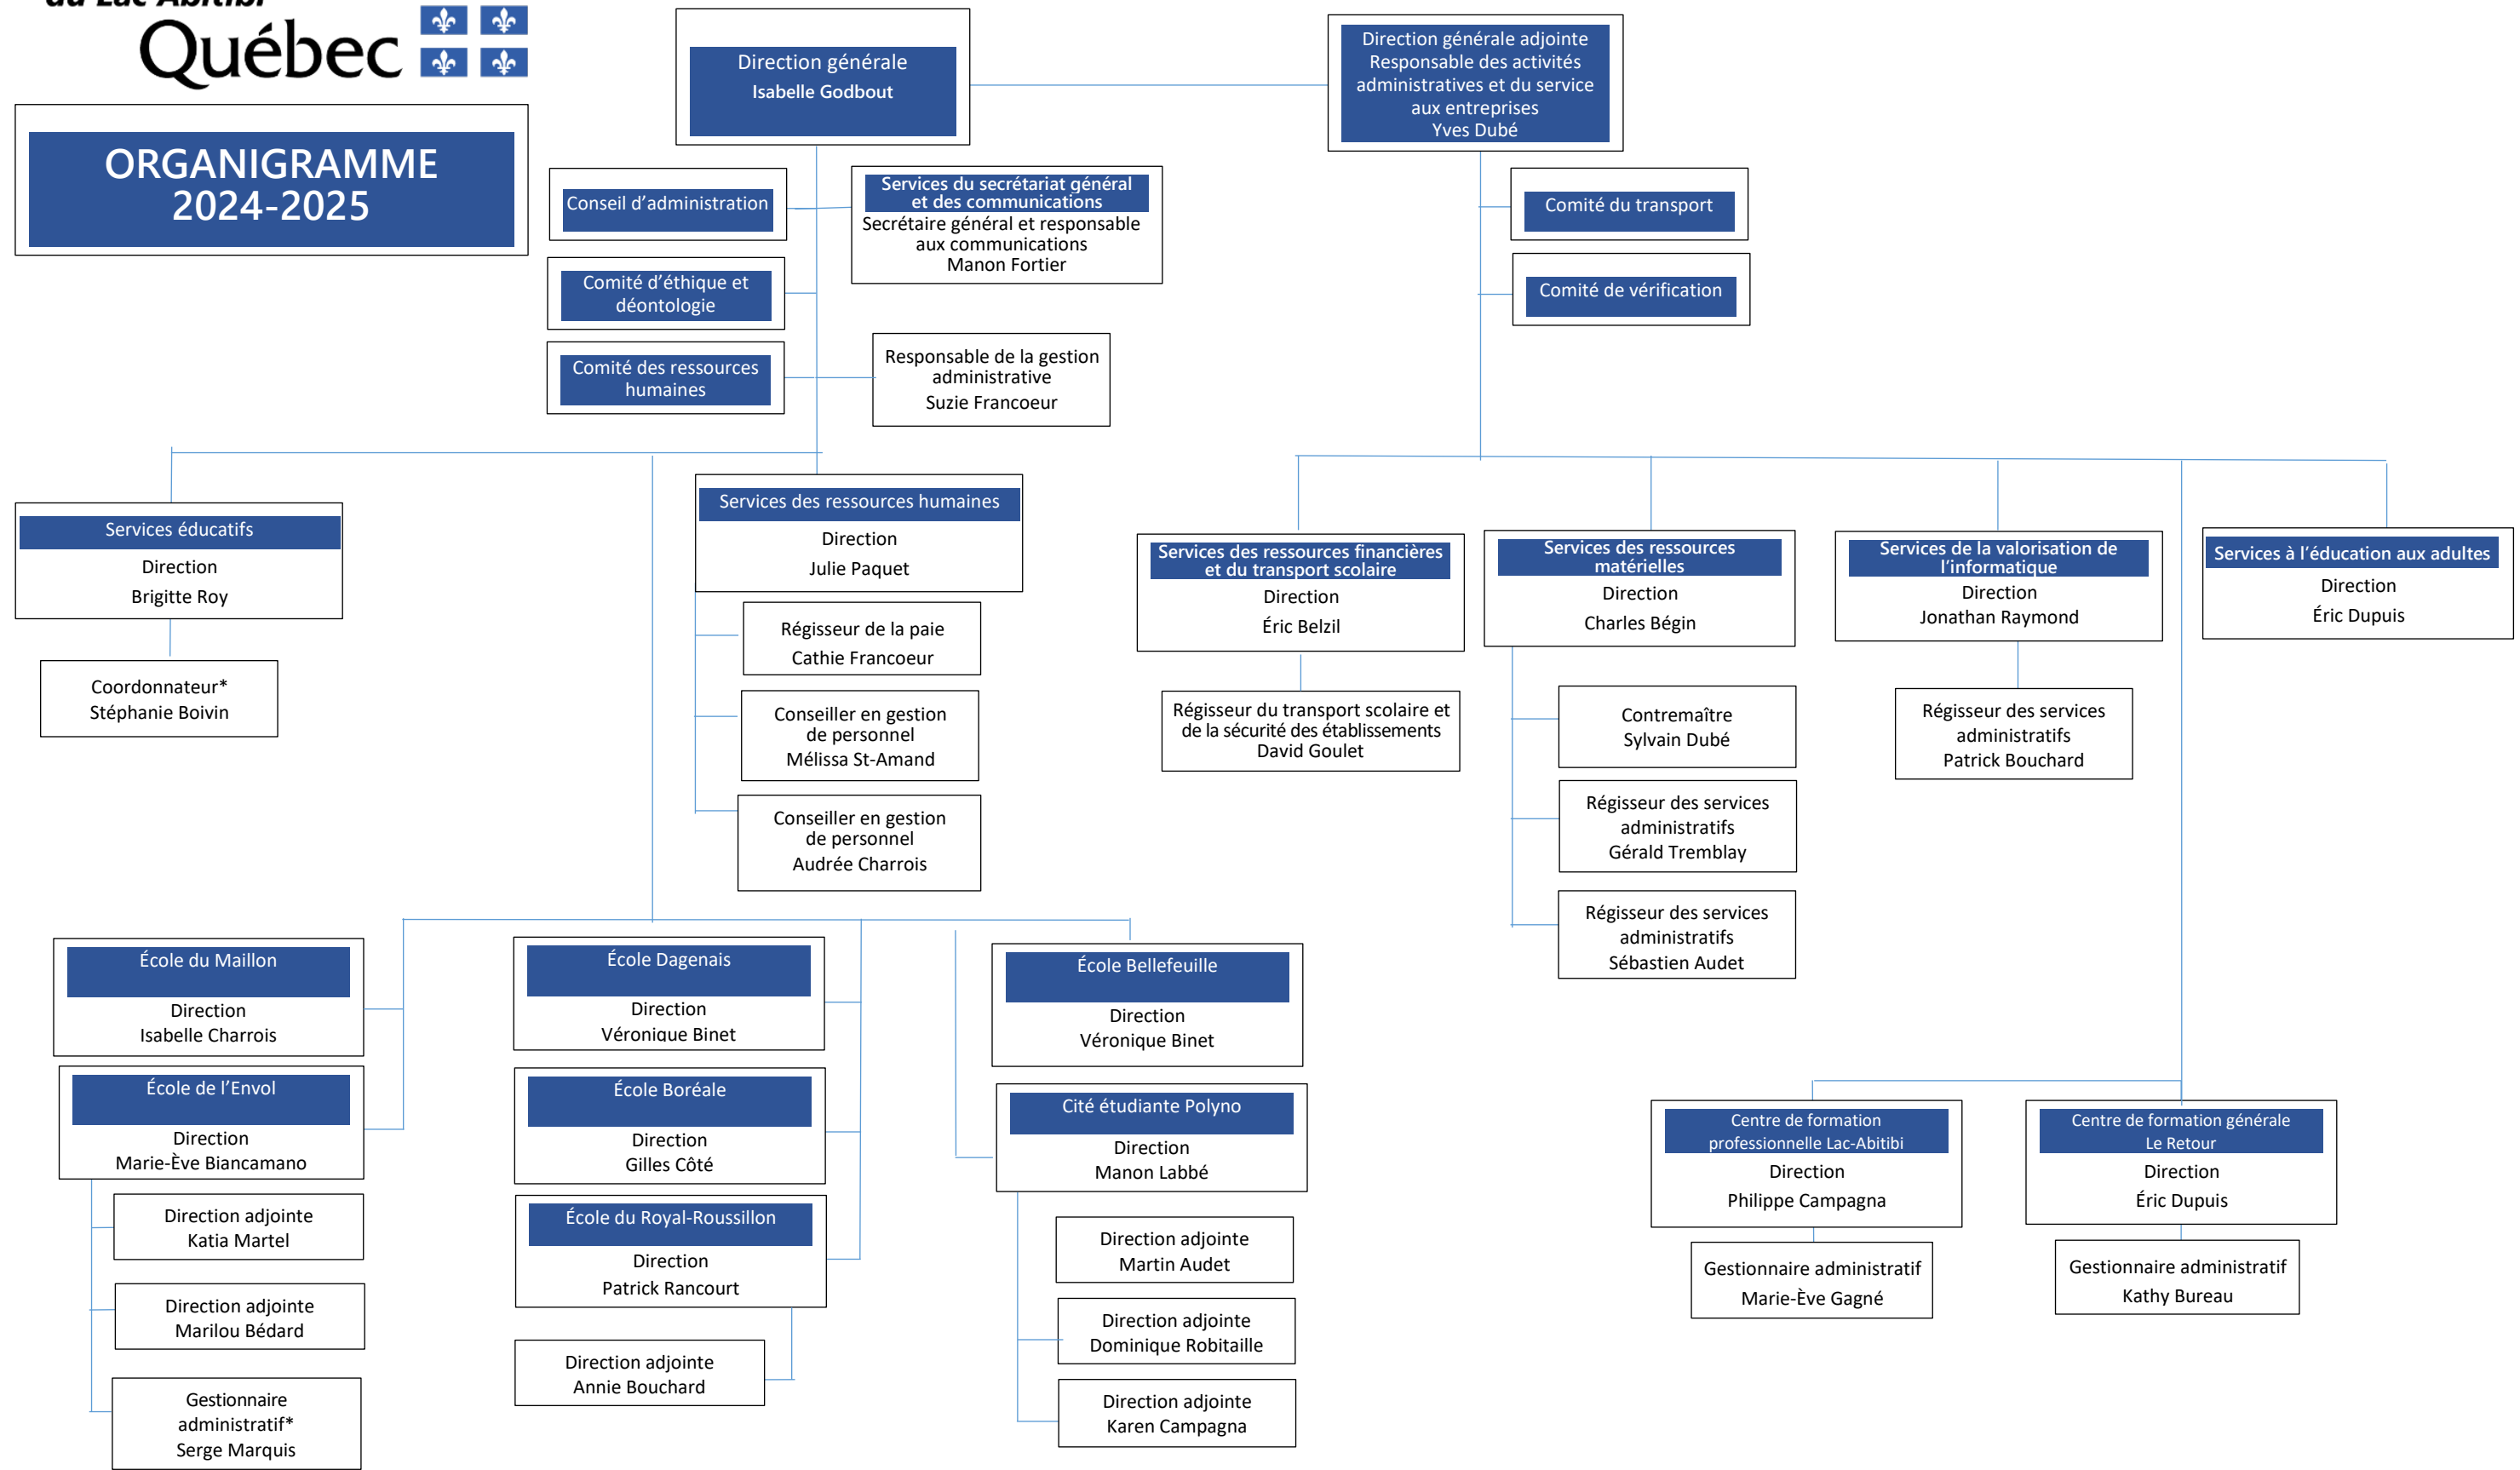 du Lac-Abitibi
Québec
ORGANIGRAMME
2024-2025
Direction générale
Isabelle Godbout
Direction générale adjointe
Responsable des activités
administratives et du service
aux entreprises
Yves Dubé
Conseil d’administration
Services du secrétariat général
et des communications
Secrétaire général et responsable
aux communications
Manon Fortier
Comité d’éthique et
déontologie
Comité des ressources
humaines
Responsable de la gestion
administrative
Suzie Francoeur
Comité du transport
Comité de vérification
Services éducatifs
Direction
Brigitte Roy
Coordonnateur*
Stéphanie Boivin
Services des ressources humaines
Direction
Julie Paquet
Régisseur de la paie
Cathie Francoeur
Conseiller en gestion
de personnel
Mélissa St-Amand
Conseiller en gestion
de personnel
Audrée Charrois
Services des ressources financières
et du transport scolaire
Direction
Éric Belzil
Régisseur du transport scolaire et
de la sécurité des établissements
David Goulet
Services des ressources
matérielles
Direction
Charles Bégin
Contremaître
Sylvain Dubé
Régisseur des services
administratifs
Gérald Tremblay
Régisseur des services
administratifs
Sébastien Audet
Services de la valorisation de
l’informatique
Direction
Jonathan Raymond
Régisseur des services
administratifs
Patrick Bouchard
Services à l’éducation aux adultes
Direction
Éric Dupuis
École du Maillon
Direction
Isabelle Charrois
École de l’Envol
Direction
Marie-Ève Biancamano
Direction adjointe
Katia Martel
Direction adjointe
Marilou Bédard
Gestionnaire
administratif*
Serge Marquis
École Dagenais
Direction
Véronique Binet
École Boréale
Direction
Gilles Côté
École du Royal-Roussillon
Direction
Patrick Rancourt
Direction adjointe
Annie Bouchard
École Bellefeuille
Direction
Véronique Binet
Cité étudiante Polyno
Direction
Manon Labbé
Direction adjointe
Martin Audet
Direction adjointe
Dominique Robitaille
Direction adjointe
Karen Campagna
Centre de formation
professionnelle Lac-Abitibi
Direction
Philippe Campagna
Gestionnaire administratif
Marie-Ève Gagné
Centre de formation générale
Le Retour
Direction
Éric Dupuis
Gestionnaire administratif
Kathy Bureau